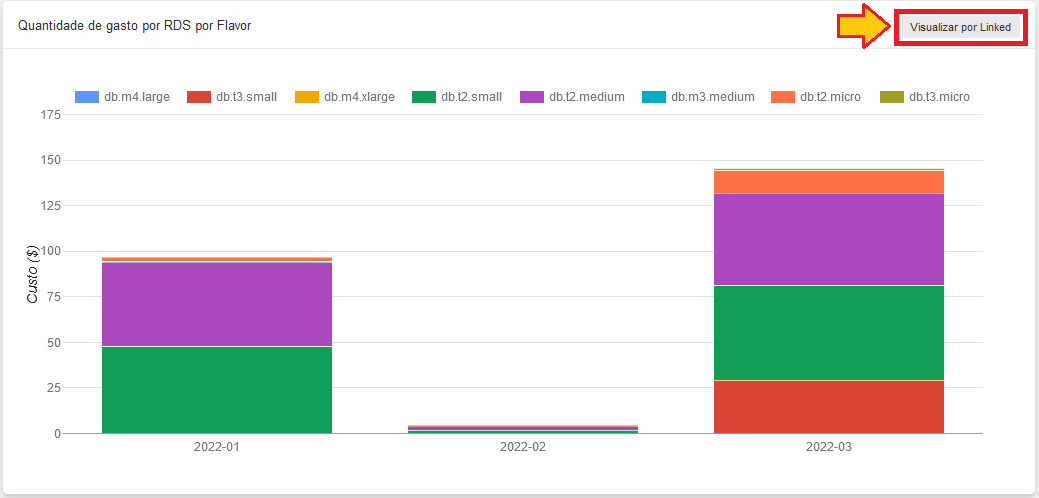 Quantidade de gasto por RDS por Flavor
Visualizar por Linked
db.m4.large db.t3.small db.m4.xlarge db.t2.small db.t2.medium db.m3.medium db.t2.micro db.t3.micro
175
150
125
100
75
50
25
0
Custo ($)
2022-01 2022-02 2022-03